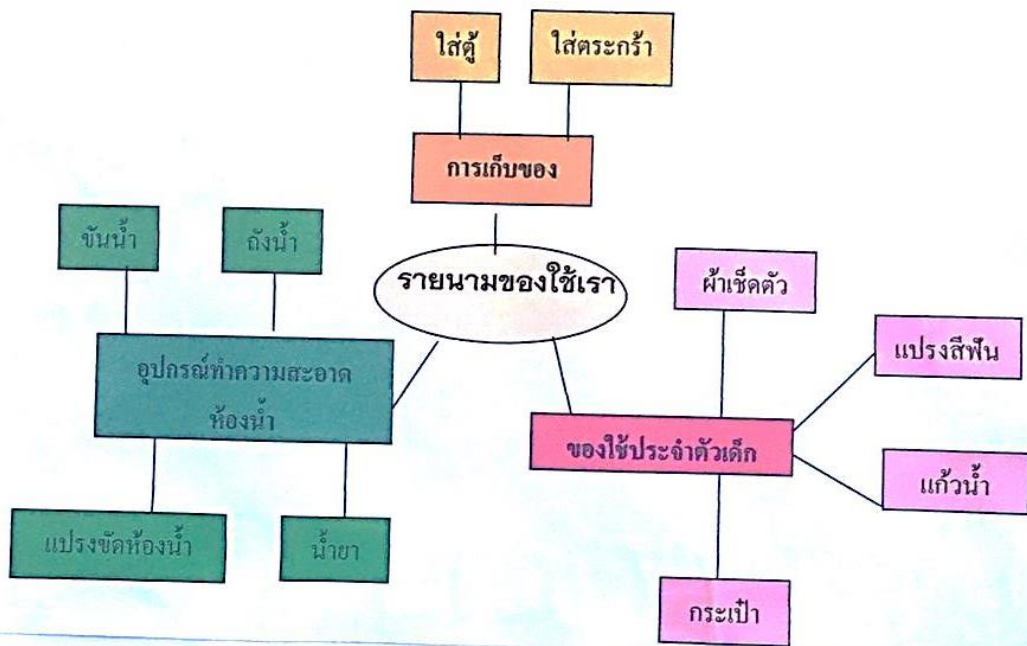 ใส่ตู้
ใส่ตระกร้า
การเก็บของ
ขันน้ำ
ถังน้ำ
รายนามของใช้เรา
ผ้าเช็ดตัว
อุปกรณ์ทำความสะอาด
ห้องน้ำ
แปรงสีฟัน
ของใช้ประจำตัวเด็ก
แก้วน้ำ
แปรงขัดห้องน้ำ
น้ำยา
กระเป๋า